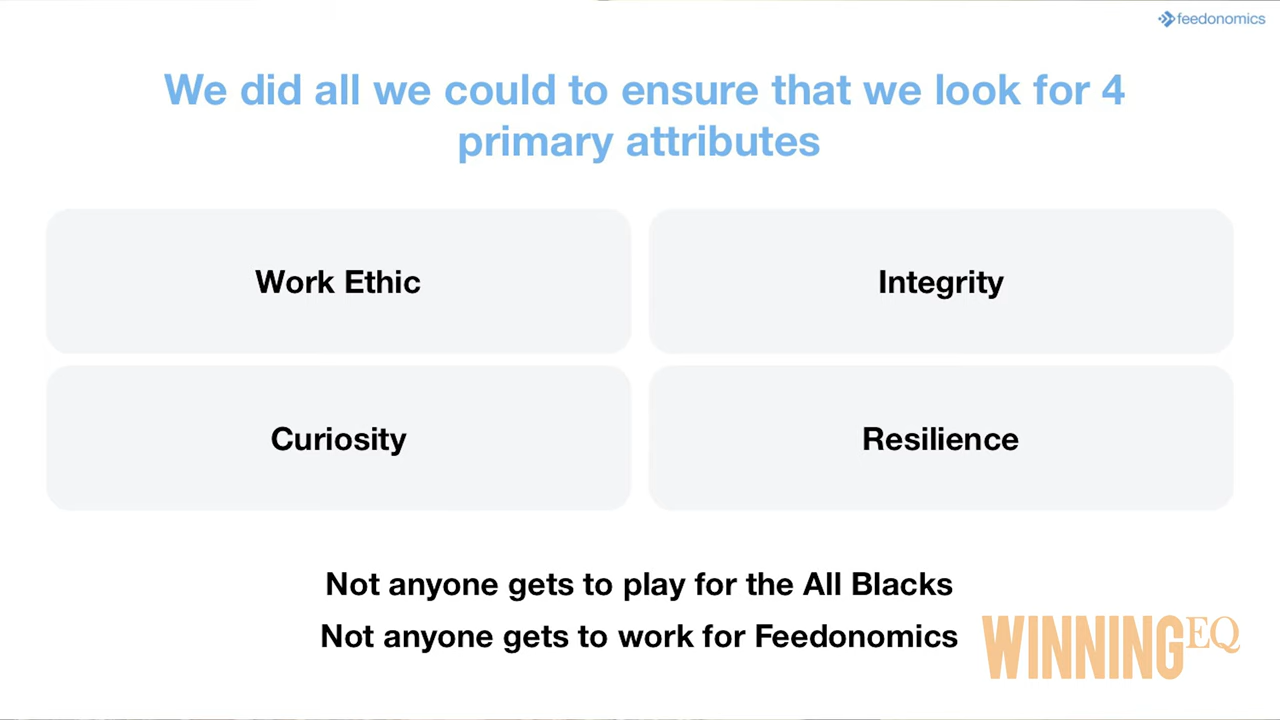 feedonomics
We did all we could to ensure that we look for 4
primary attributes
Work Ethic
Integrity
Curiosity
Resilience
Not anyone gets to play for the All Blacks
Not anyone gets to work for Feedonomics
WINNINGEQ